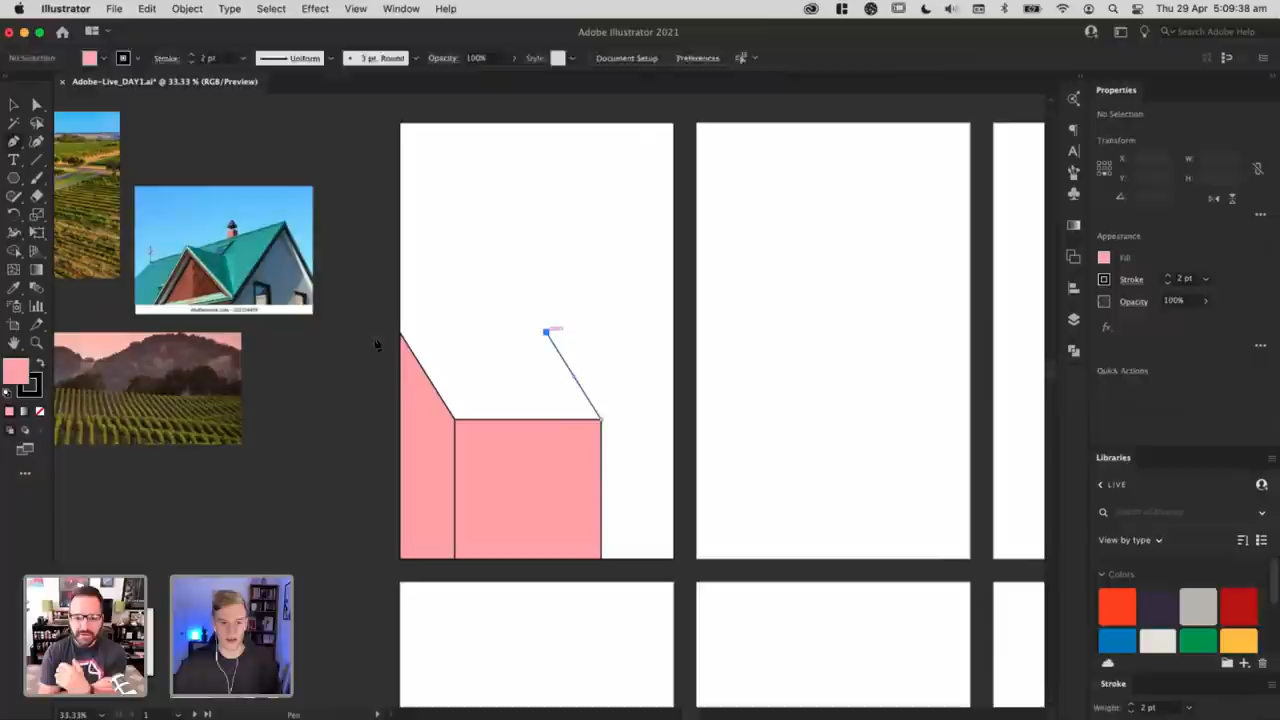 Illustrator File Edit Object Type Select Effect View Window Help Thu 29 Apr 5:09:38 am
Adobe Illustrator 2021
Search Adobe Help
No Selection Stroke: 2 pt Uniform 3 pt. Round Opacity: 100% Style: Document Setup Preferences
× Adobe-Live_DAY1.ai* @ 33.33 % (RGB/Preview)
Properties
No Selection
Transform
X: W:
Y: H:
Appearance
Fill
Stroke 2 pt
Opacity 100%
fx.
Quick Actions
Libraries
LIVE
View by type
Colors
Stroke
Weight: 2 pt
33.33% 1 Pen